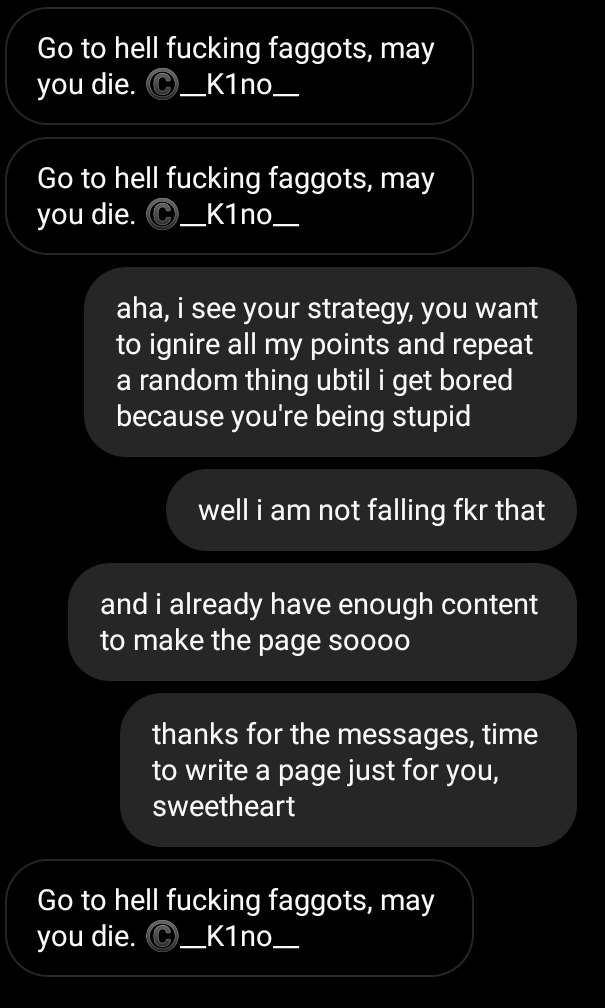 Go to hell fucking faggots, may
you die. ©__K1no__
Go to hell fucking faggots, may
you die. ©__K1no__
aha, i see your strategy, you want
to ignire all my points and repeat
a random thing ubtil i get bored
because you're being stupid
well i am not falling fkr that
and i already have enough content
to make the page soooo
thanks for the messages, time
to write a page just for you,
sweetheart
Go to hell fucking faggots, may
you die. ©__K1no__